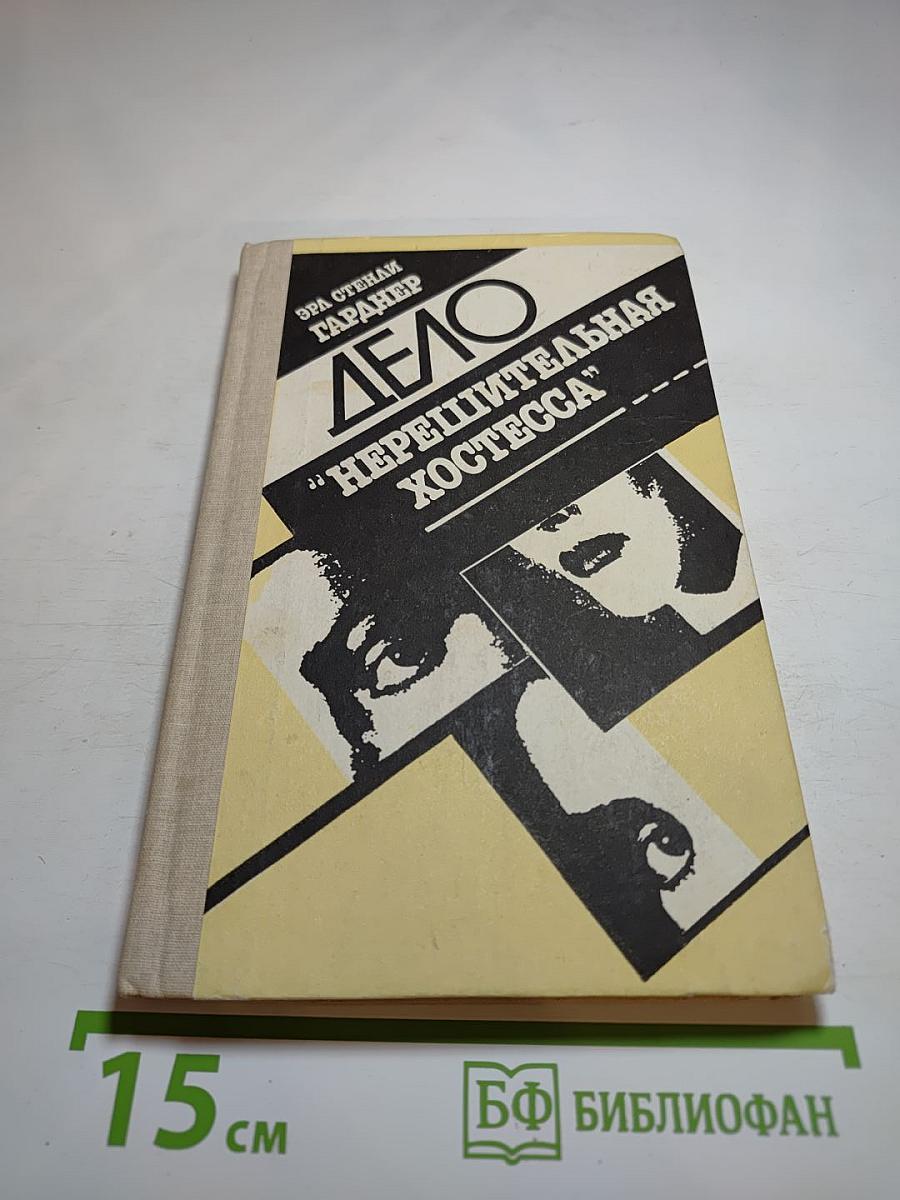 ЭРЛ СТЕНЛИ
ГАРДНЕР
ДЕЛО
“НЕРЕШИТЕЛЬНАЯ
ХОСТЕССА”
15 см
БФ БИБЛИОФАН